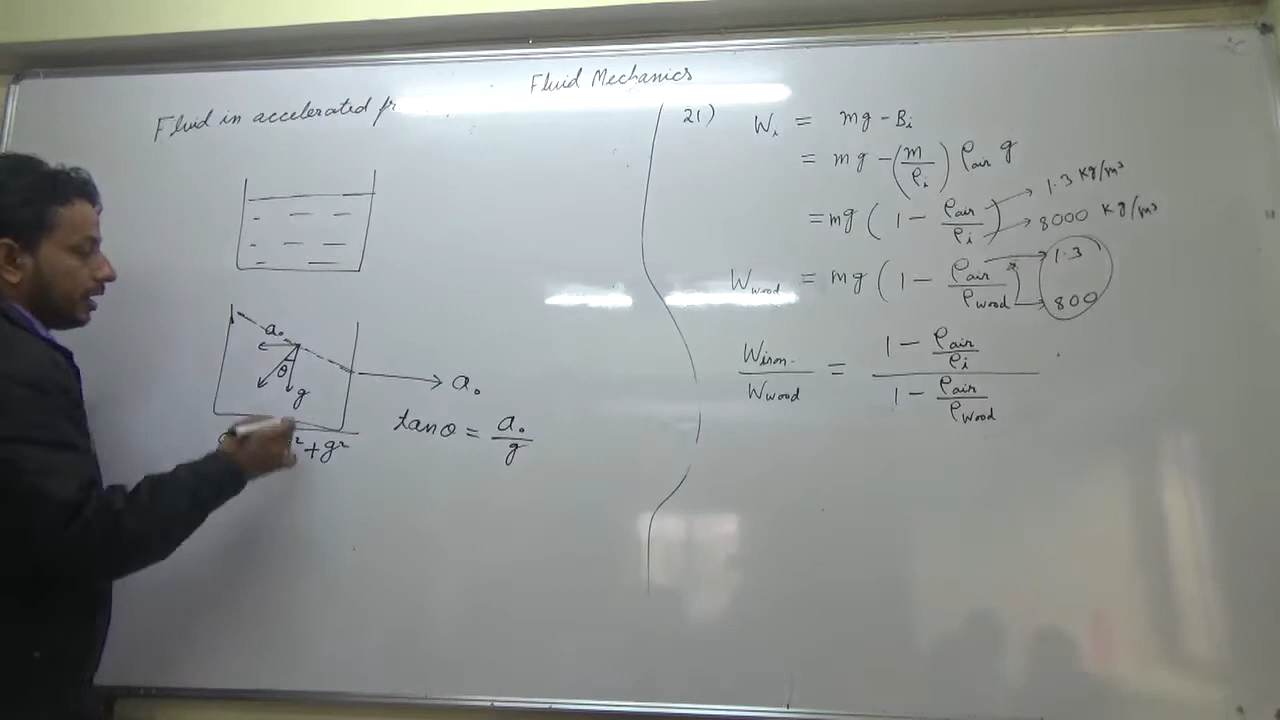 Fluid Mechanics
Fluid in accelerated fr
a₀
θ
g
a₀
² + g²
tanθ = a₀/g
21) Wᵢ = mg - Bᵢ
= mg - (m/ρᵢ) ρair g
= mg (1 - ρair/ρᵢ) → 1.3 Kg/m³
→ 8000 Kg/m³
Wwood = mg (1 - ρair/ρwood) 1.3
800
Wiron/Wwood = (1 - ρair/ρᵢ)/(1 - ρair/ρwood)